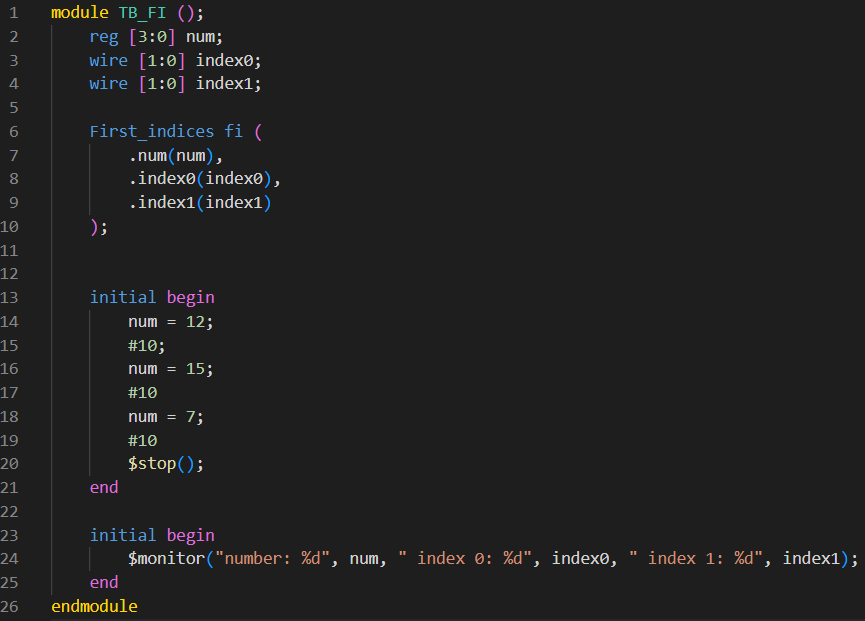 1 module TB_FI ();
2 reg [3:0] num;
3 wire [1:0] index0;
4 wire [1:0] index1;
5
6 First_indices fi (
7 .num(num),
8 .index0(index0),
9 .index1(index1)
10 );
11
12
13 initial begin
14 num = 12;
15 #10;
16 num = 15;
17 #10
18 num = 7;
19 #10
20 $stop();
21 end
22
23 initial begin
24 $monitor("number: %d", num, " index 0: %d", index0, " index 1: %d", index1);
25 end
26 endmodule